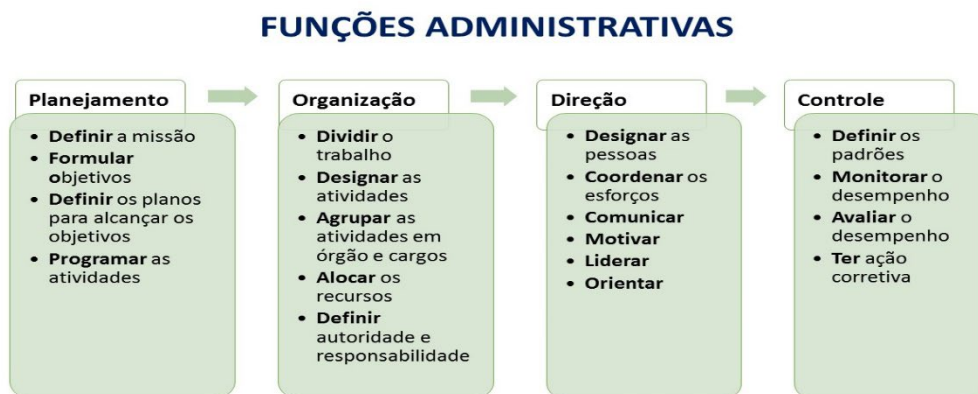 FUNÇÕES ADMINISTRATIVAS
Planejamento
• Definir a missão
• Formular
objetivos
• Definir os planos
para alcançar os
objetivos
• Programar as
atividades
Organização
• Dividir o
trabalho
• Designar as
atividades
• Agrupar as
atividades em
órgão e cargos
• Alocar os
recursos
• Definir
autoridade e
responsabilidade
Direção
• Designar as
pessoas
• Coordenar os
esforços
• Comunicar
• Motivar
• Liderar
• Orientar
Controle
• Definir os
padrões
• Monitorar o
desempenho
• Avaliar o
desempenho
• Ter ação
corretiva